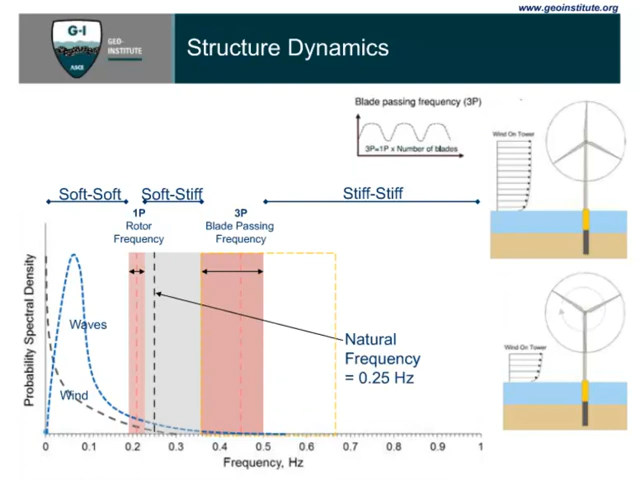 www.geoinstitute.org
G-I
GEO-
INSTITUTE
ASCE
Structure Dynamics
Blade passing frequency (3P)
3P=1P x Number of blades
Wind On Tower
Soft-Soft
Soft-Stiff
Stiff-Stiff
1P
Rotor
Frequency
3P
Blade Passing
Frequency
Probability Spectral Density
Waves
Wind
Natural
Frequency
= 0.25 Hz
Wind On Tower
0 0.1 0.2 0.3 0.4 0.5 0.6 0.7 0.8 0.9 1
Frequency, Hz